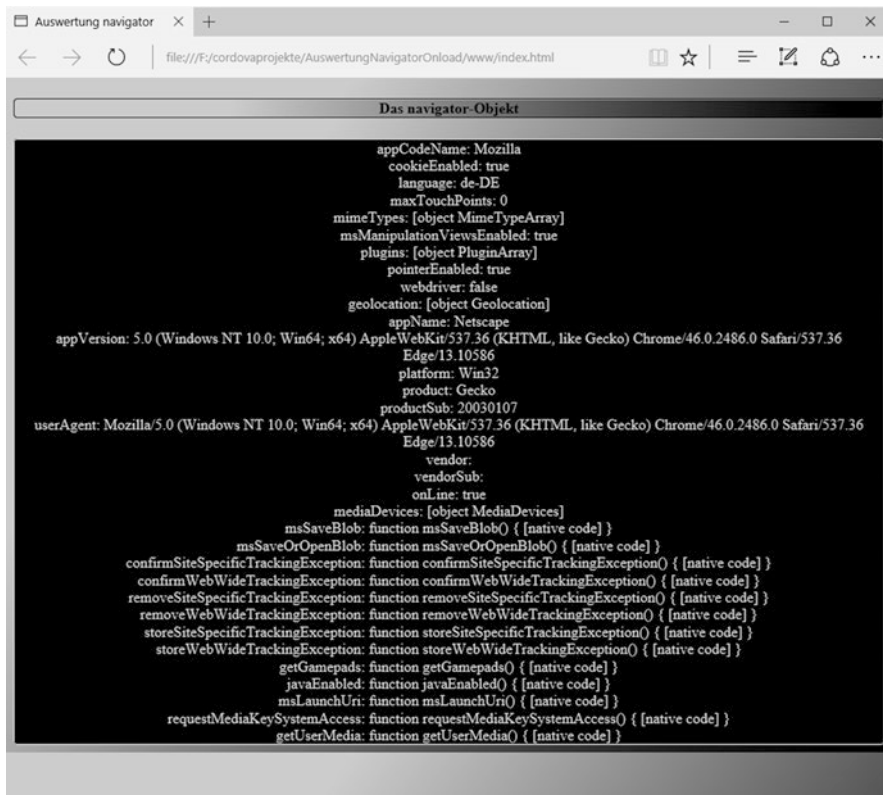 Auswertung navigator
file:///F:/cordovaprojekte/AuswertungNavigatorOnload/www/index.html
Das navigator-Objekt
appCodeName: Mozilla
cookieEnabled: true
language: de-DE
maxTouchPoints: 0
mimeTypes: [object MimeTypeArray]
msManipulationViewsEnabled: true
plugins: [object PluginArray]
pointerEnabled: true
webdriver: false
geolocation: [object Geolocation]
appName: Netscape
appVersion: 5.0 (Windows NT 10.0; Win64; x64) AppleWebKit/537.36 (KHTML, like Gecko) Chrome/46.0.2486.0 Safari/537.36
Edge/13.10586
platform: Win32
product: Gecko
productSub: 20030107
userAgent: Mozilla/5.0 (Windows NT 10.0; Win64; x64) AppleWebKit/537.36 (KHTML, like Gecko) Chrome/46.0.2486.0 Safari/537.36
Edge/13.10586
vendor:
vendorSub:
onLine: true
mediaDevices: [object MediaDevices]
msSaveBlob: function msSaveBlob() { [native code] }
msSaveOrOpenBlob: function msSaveOrOpenBlob() { [native code] }
confirmSiteSpecificTrackingException: function confirmSiteSpecificTrackingException() { [native code] }
confirmWebWideTrackingException: function confirmWebWideTrackingException() { [native code] }
removeSiteSpecificTrackingException: function removeSiteSpecificTrackingException() { [native code] }
removeWebWideTrackingException: function removeWebWideTrackingException() { [native code] }
storeSiteSpecificTrackingException: function storeSiteSpecificTrackingException() { [native code] }
storeWebWideTrackingException: function storeWebWideTrackingException() { [native code] }
getGamepads: function getGamepads() { [native code] }
javaEnabled: function javaEnabled() { [native code] }
msLaunchUri: function msLaunchUri() { [native code] }
requestMediaKeySystemAccess: function requestMediaKeySystemAccess() { [native code] }
getUserMedia: function getUserMedia() { [native code] }